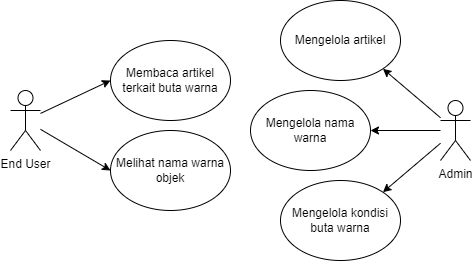 Membaca artikel
terkait buta warna
Melihat nama warna
objek
End User
Mengelola artikel
Mengelola nama
warna
Mengelola kondisi
buta warna
Admin